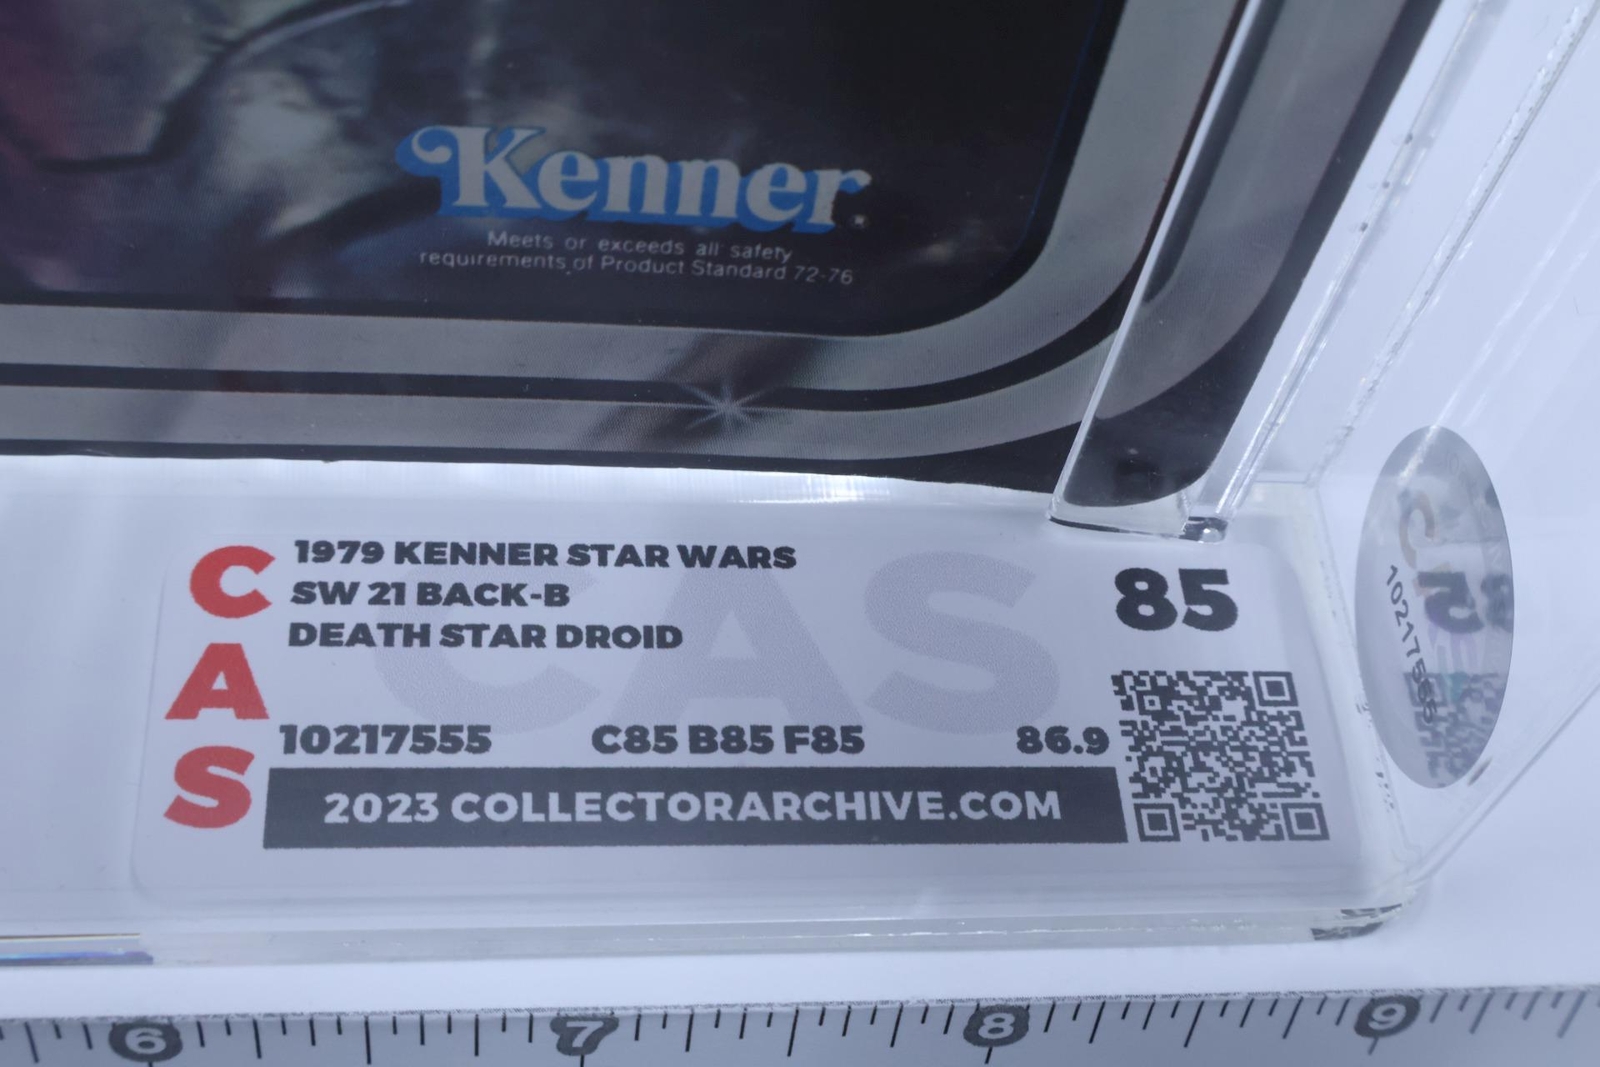 Kenner
Meets or exceeds all safety
requirements of Product Standard 72-76
CAS
1979 KENNER STAR WARS
SW 21 BACK-B
DEATH STAR DROID
85
CAS
10217555 C85 B85 F85 86.9
2023 COLLECTORARCHIVE.COM
6 7 8 9